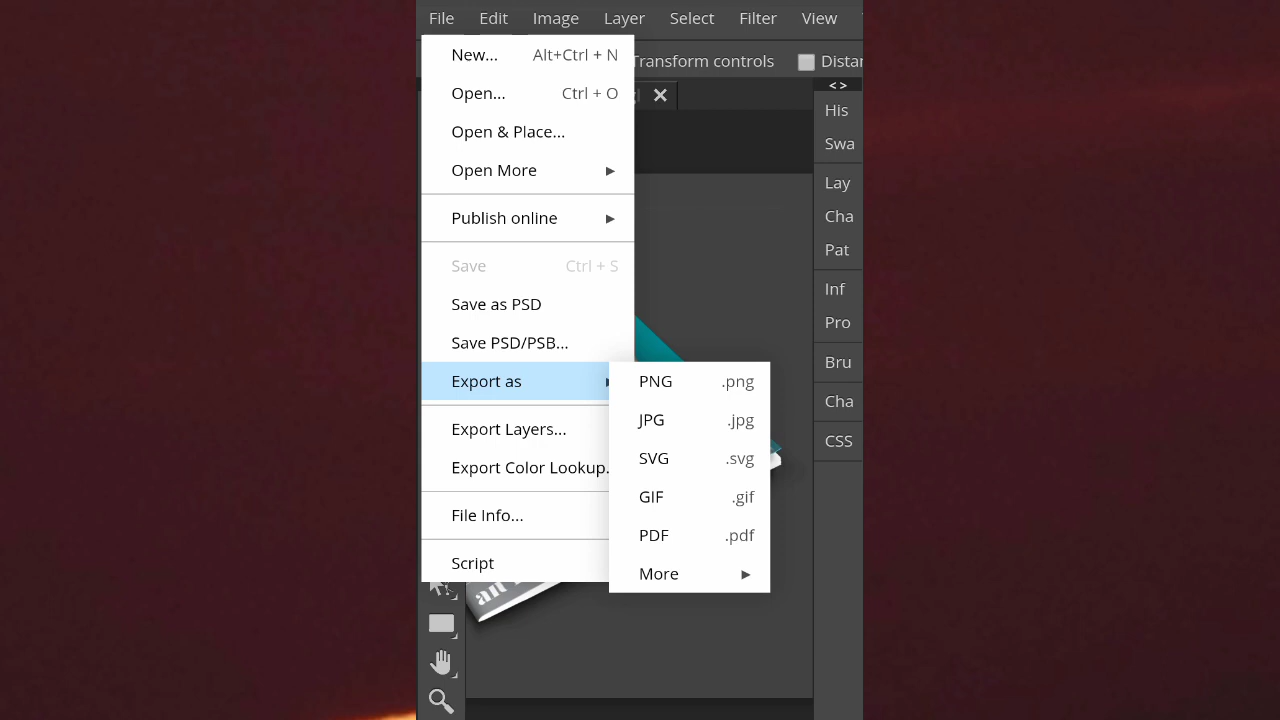 File Edit Image Layer Select Filter View
Transform controls Distan
New... Alt+Ctrl + N
Open... Ctrl + O
Open & Place...
Open More
Publish online
Save Ctrl + S
Save as PSD
Save PSD/PSB...
Export as
Export Layers...
Export Color Lookup.
File Info...
Script
PNG .png
JPG .jpg
SVG .svg
GIF .gif
PDF .pdf
More
< >
His
Swa
Lay
Cha
Pat
Inf
Pro
Bru
Cha
CSS